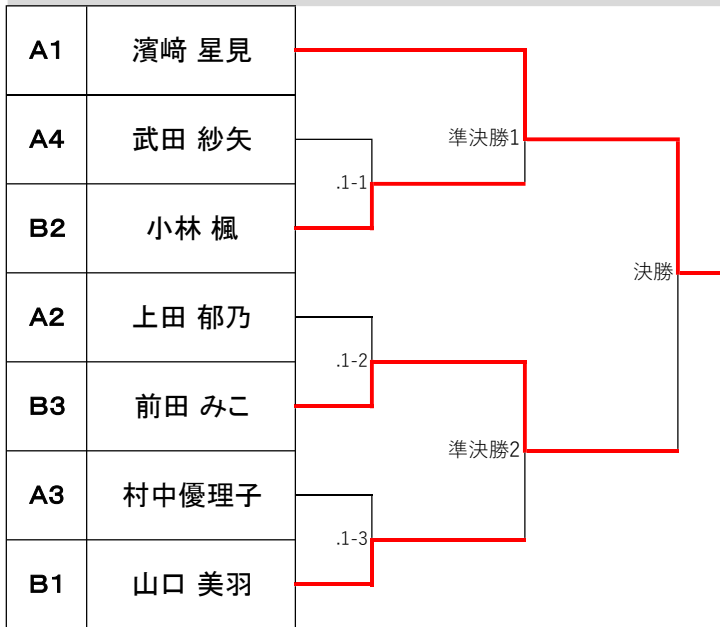 A1 濱﨑 星見
A4 武田 紗矢
準決勝1
.1-1
B2 小林 楓
決勝
A2 上田 郁乃
.1-2
B3 前田 みこ
準決勝2
A3 村中優理子
.1-3
B1 山口 美羽